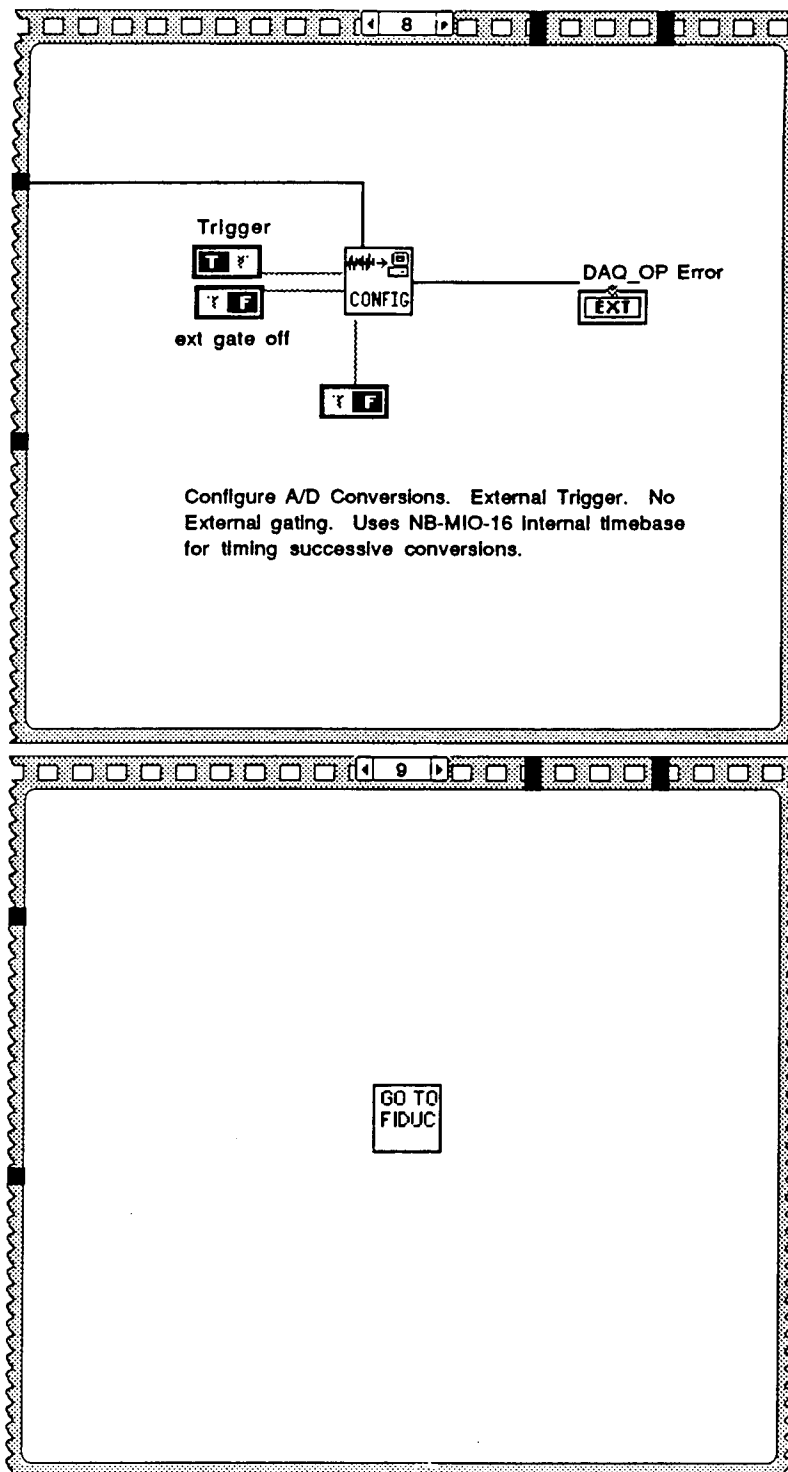 8
Trigger
T
F
ext gate off
CONFIG
DAQ_OP Error
EXT
F
Configure A/D Conversions. External Trigger. No
External gating. Uses NB-MIO-16 internal timebase
for timing successive conversions.
9
GO TO
FIDUC